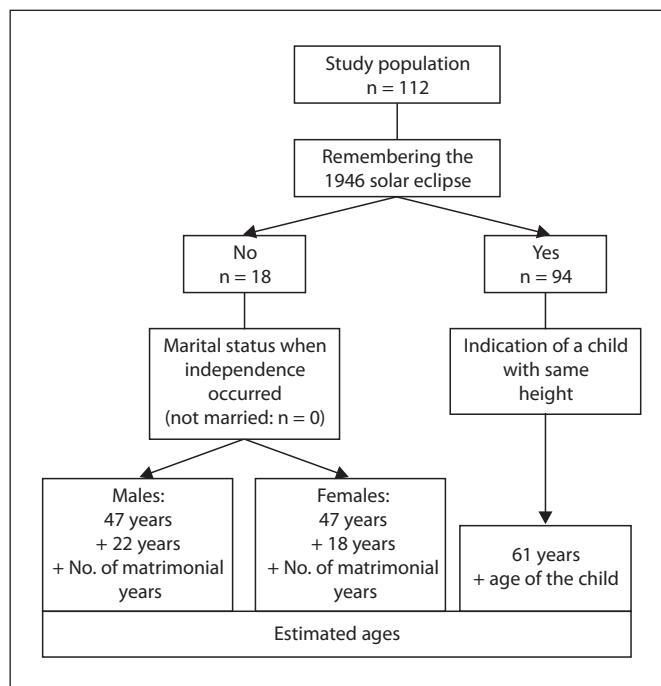 Study population
n = 112
Remembering the
1946 solar eclipse
No
n = 18
Yes
n = 94
Marital status when
independence
occurred
(not married: n = 0)
Indication of a child
with same
height
Males:
47 years
+ 22 years
+ No. of matrimonial
years
Females:
47 years
+ 18 years
+ No. of matrimonial
years
61 years
+ age of the child
Estimated ages